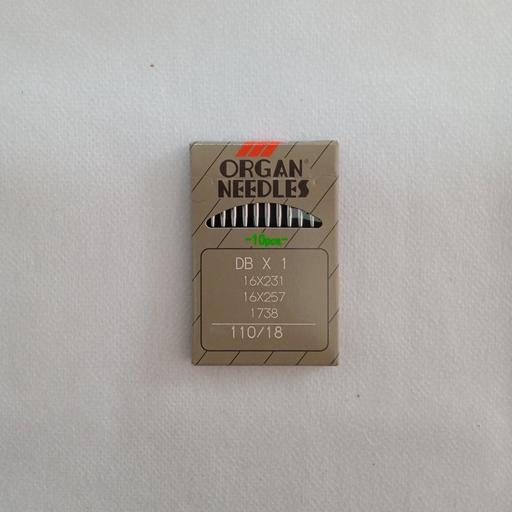 ORGAN®
NEEDLES
-10pcs-
DB X 1
16X231
16X257
1738
110/18